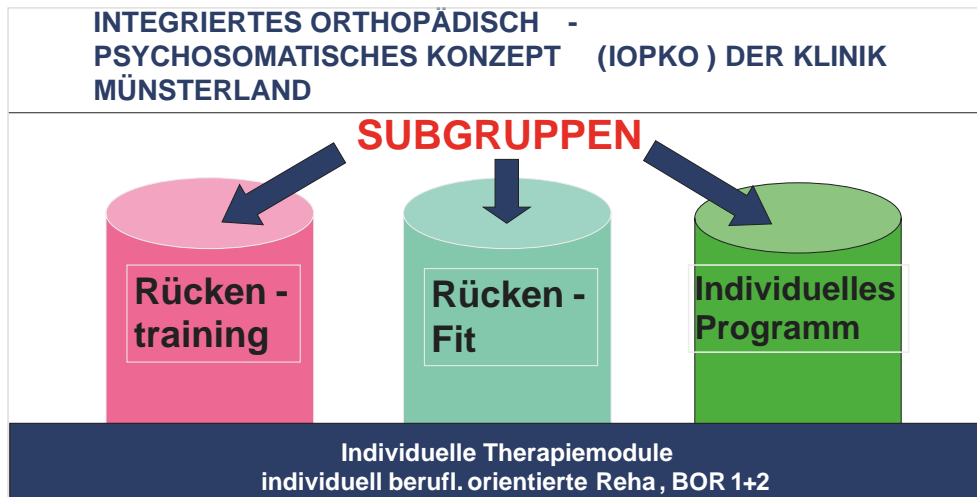 INTEGRIERTES ORTHOPÄDISCH -
PSYCHOSOMATISCHES KONZEPT (IOPKO ) DER KLINIK
MÜNSTERLAND
SUBGRUPPEN
Rücken -
training
Rücken -
Fit
Individuelles
Programm
Individuelle Therapiemodule
individuell berufl. orientierte Reha , BOR 1+2